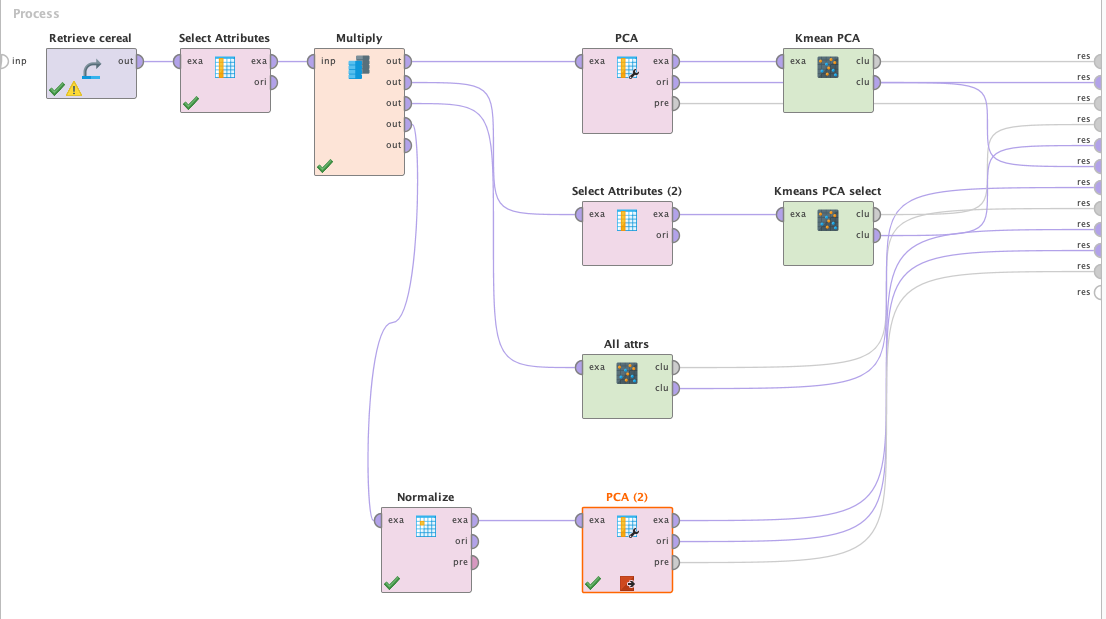 Process
inp
Retrieve cereal
out
Select Attributes
exa exa
ori
Multiply
inp out
out
out
out
out
PCA
exa exa
ori
pre
Kmean PCA
exa clu
clu
Select Attributes (2)
exa exa
ori
Kmeans PCA select
exa clu
clu
All attrs
exa clu
clu
Normalize
exa exa
ori
pre
PCA (2)
exa exa
ori
pre
res
res
res
res
res
res
res
res
res
res
res
res